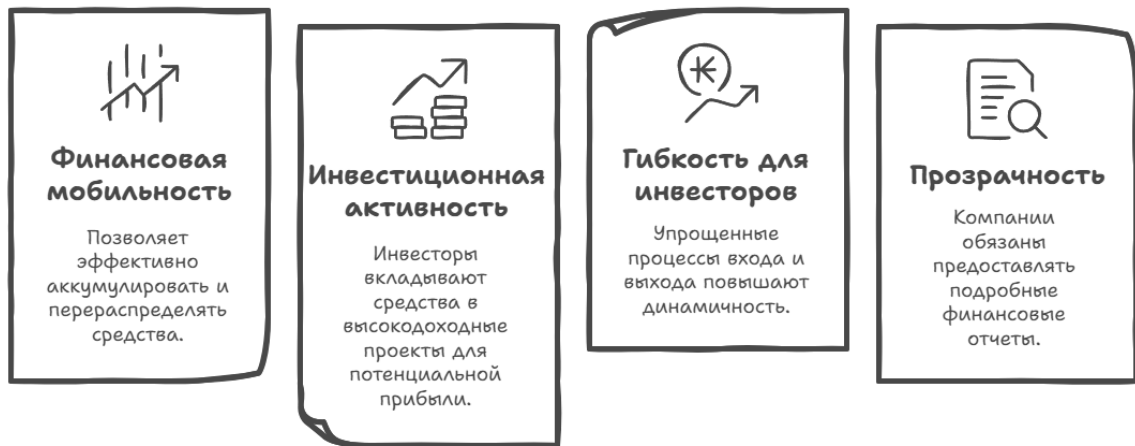 Финансовая
мобильность
Позволяет
эффективно
аккумулировать и
перераспределять
средства.
Инвестиционная
активность
Инвесторы
вкладывают
средства в
высокодоходные
проекты для
потенциальной
прибыли.
Гибкость для
инвесторов
Упрощенные
процессы входа и
выхода повышают
динамичность.
Прозрачность
Компании
обязаны
предоставлять
подробные
финансовые
отчеты.